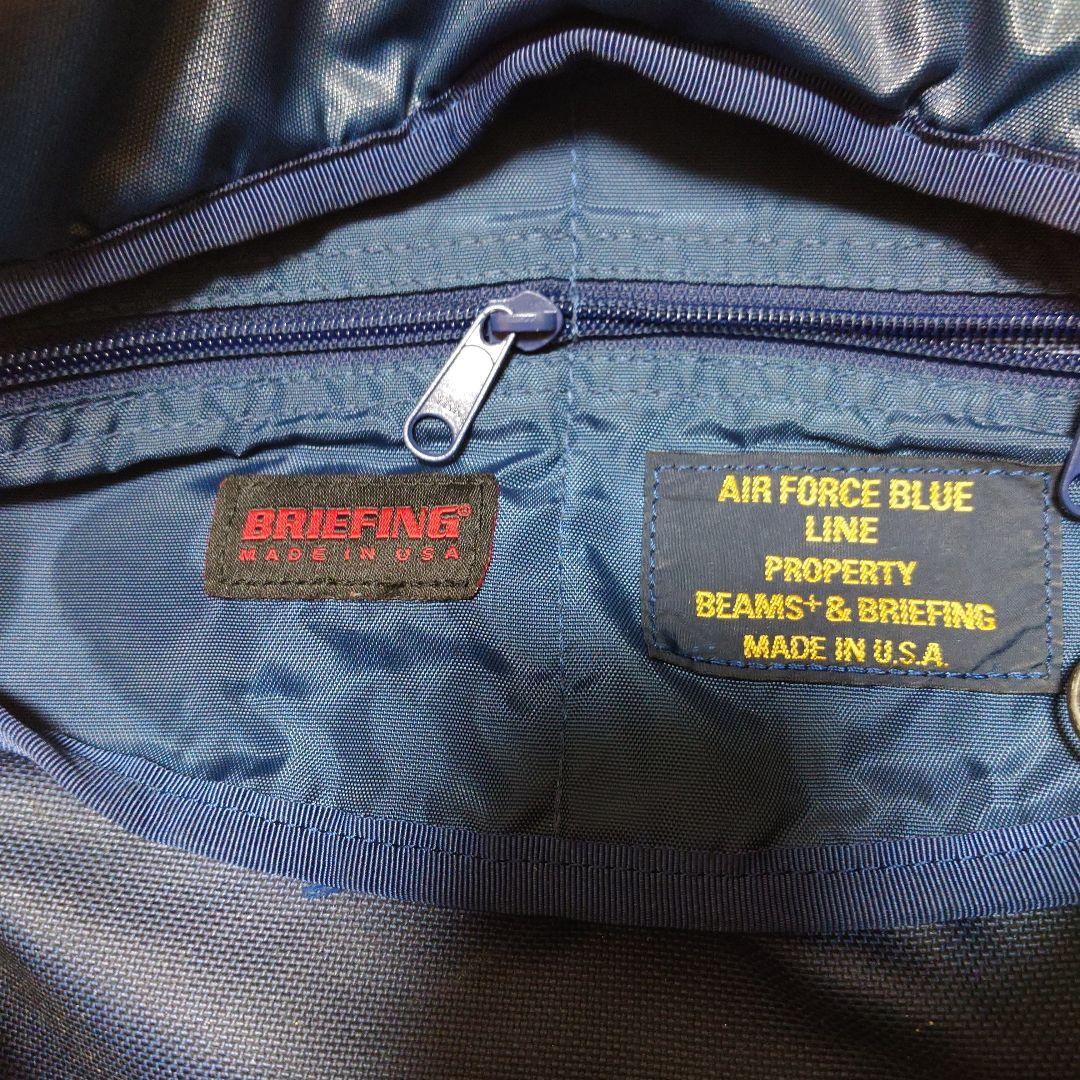 BRIEFING®
MADE IN USA
AIR FORCE BLUE
LINE
PROPERTY
BEAMS+ & BRIEFING
MADE IN U.S.A.